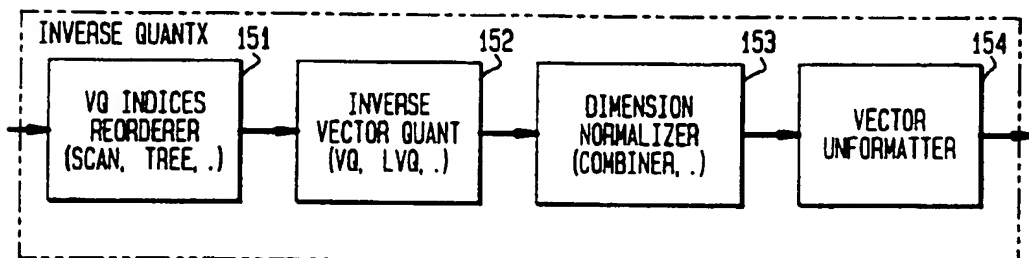 INVERSE QUANTX
151
152
153
154
VQ INDICES
REORDERER
(SCAN, TREE, .)
INVERSE
VECTOR QUANT
(VQ, LVQ, .)
DIMENSION
NORMALIZER
(COMBINER, .)
VECTOR
UNFORMATTER